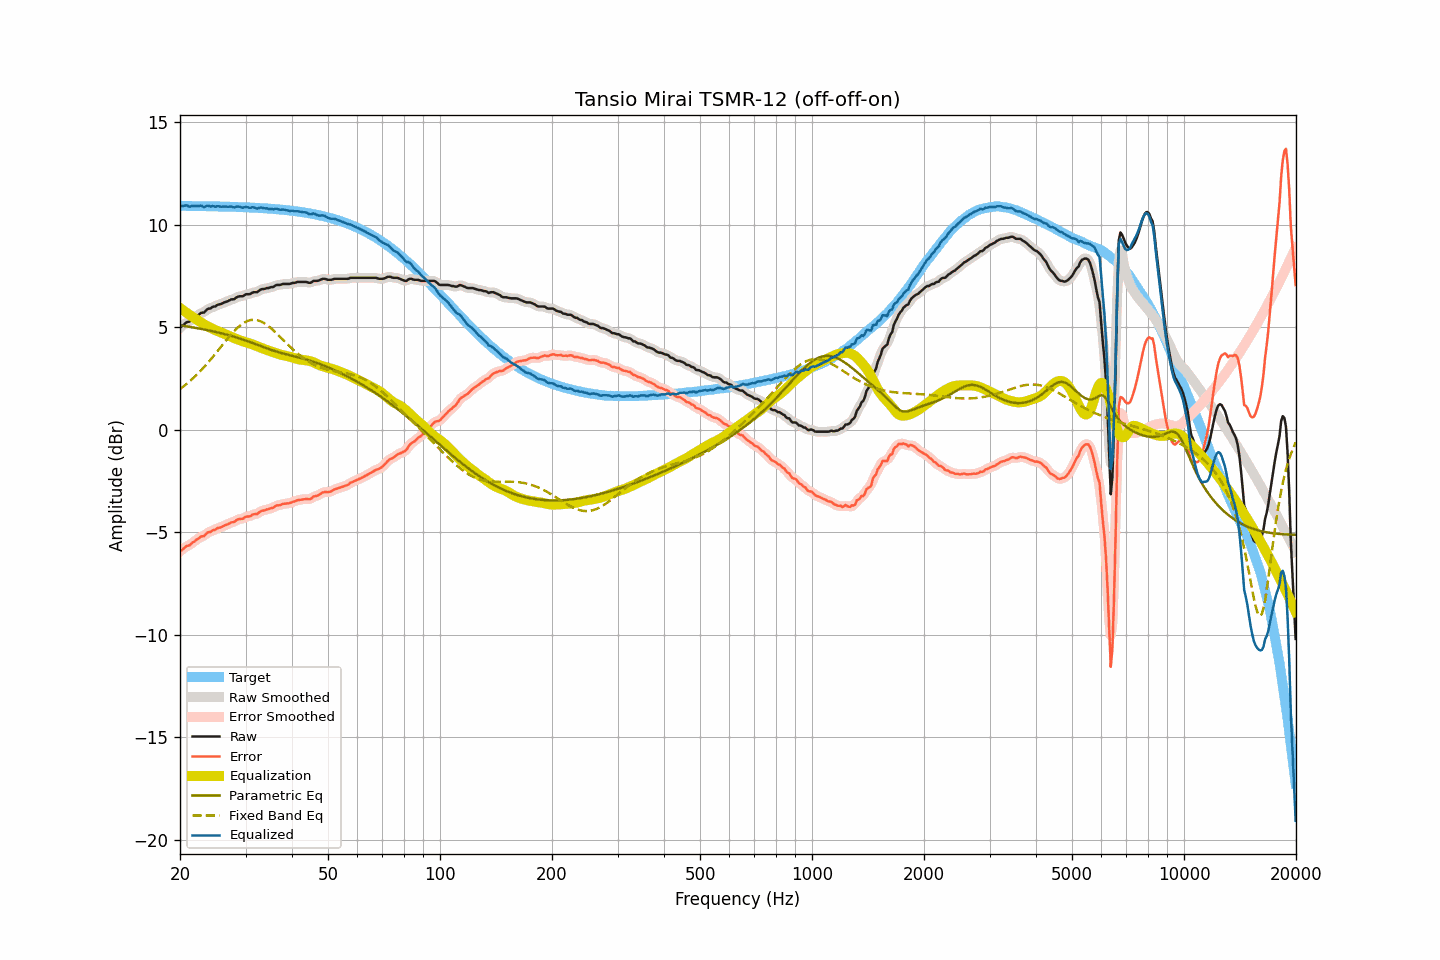 Tansio Mirai TSMR-12 (off-off-on)
15
10
5
0
−5
−10
−15
−20
Amplitude (dBr)
Target
Raw Smoothed
Error Smoothed
Raw
Error
Equalization
Parametric Eq
Fixed Band Eq
Equalized
20 50 100 200 500 1000 2000 5000 10000 20000
Frequency (Hz)